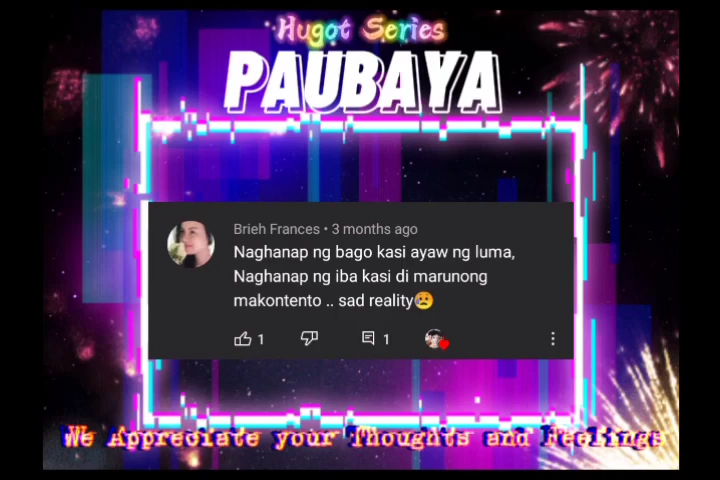 Hugot Series
PAUBAYA
Brieh Frances • 3 months ago
Naghanap ng bago kasi ayaw ng luma,
Naghanap ng iba kasi di marunong
makontento .. sad reality😢
1 1
We Appreciate your Thoughts and Feelings